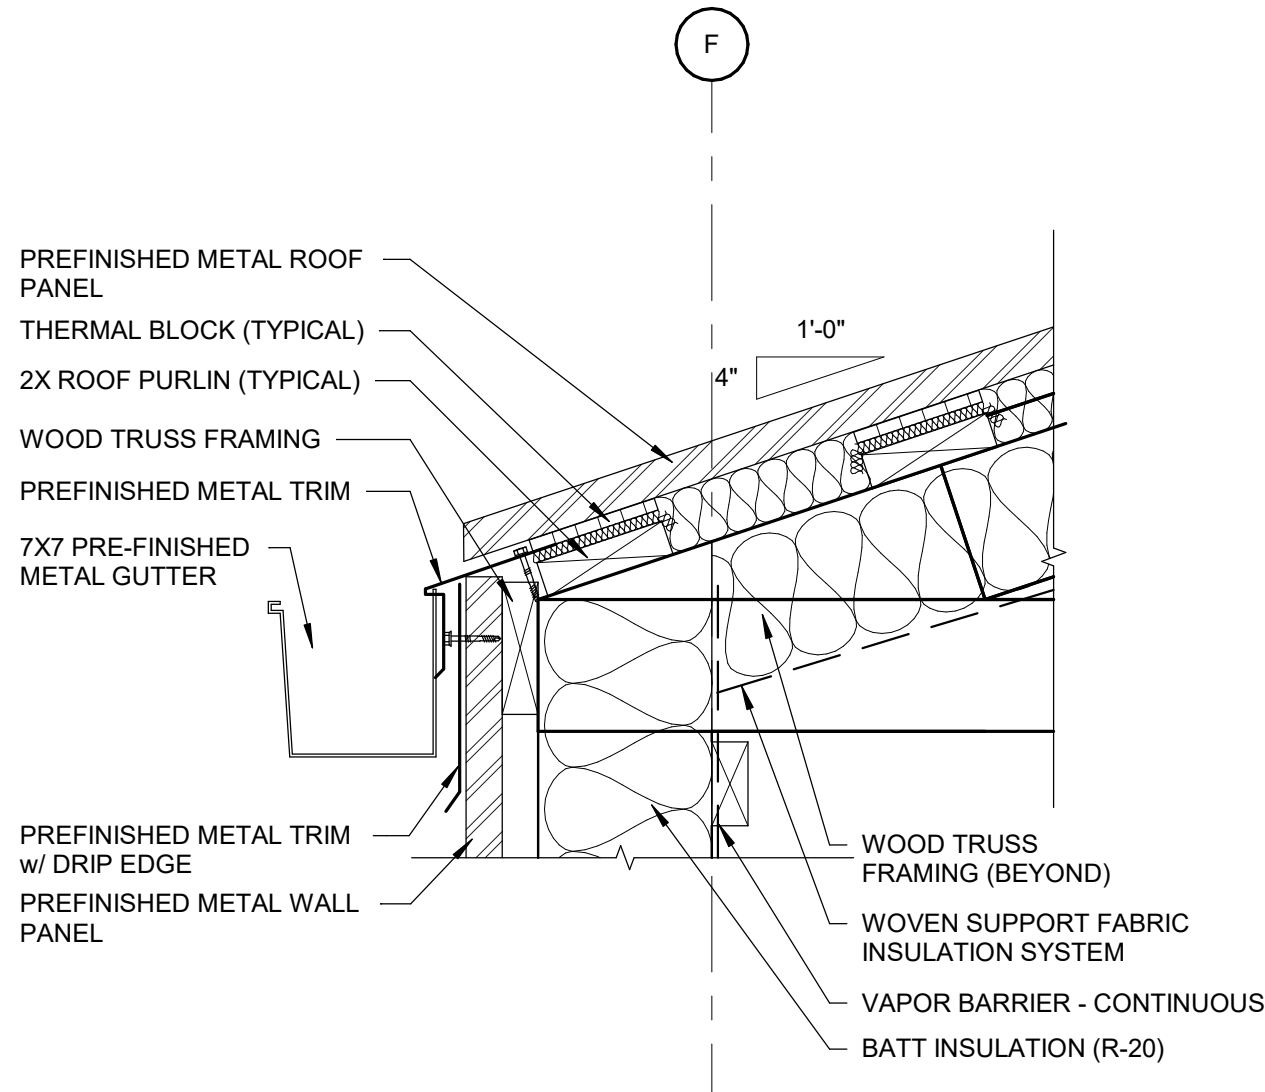 F
PREFINISHED METAL ROOF
PANEL
THERMAL BLOCK (TYPICAL)
2X ROOF PURLIN (TYPICAL)
WOOD TRUSS FRAMING
PREFINISHED METAL TRIM
7X7 PRE-FINISHED
METAL GUTTER
1'-0"
4"
PREFINISHED METAL TRIM
w/ DRIP EDGE
PREFINISHED METAL WALL
PANEL
WOOD TRUSS
FRAMING (BEYOND)
WOVEN SUPPORT FABRIC
INSULATION SYSTEM
VAPOR BARRIER - CONTINUOUS
BATT INSULATION (R-20)